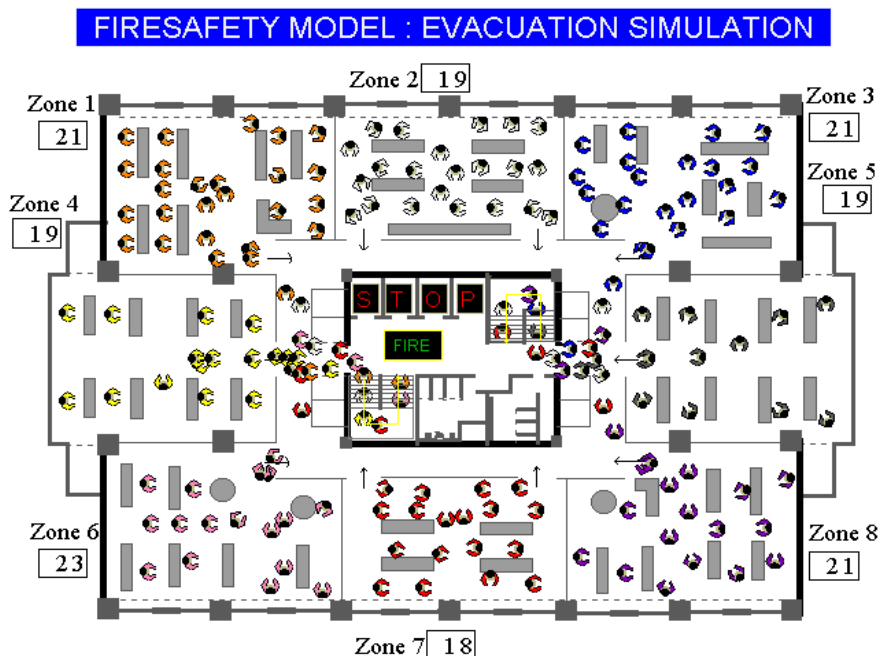 FIRESAFETY MODEL : EVACUATION SIMULATION
Zone 2 19
Zone 1
21
Zone 3
21
Zone 5
19
Zone 4
19
S T O P
FIRE
Zone 6
23
Zone 8
21
Zone 7 18